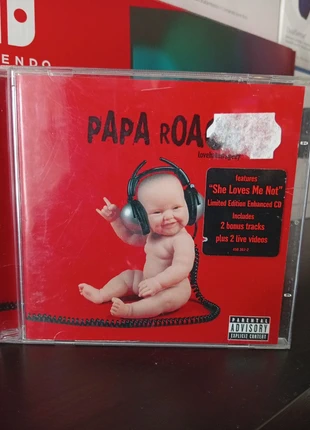 ENDO
PAPA ROA
features
"She Loves Me Not"
Limited Edition Enhanced CD
Includes
2 bonus tracks
plus 2 live videos
PARENTAL
ADVISORY
EXPLICIT CONTENT